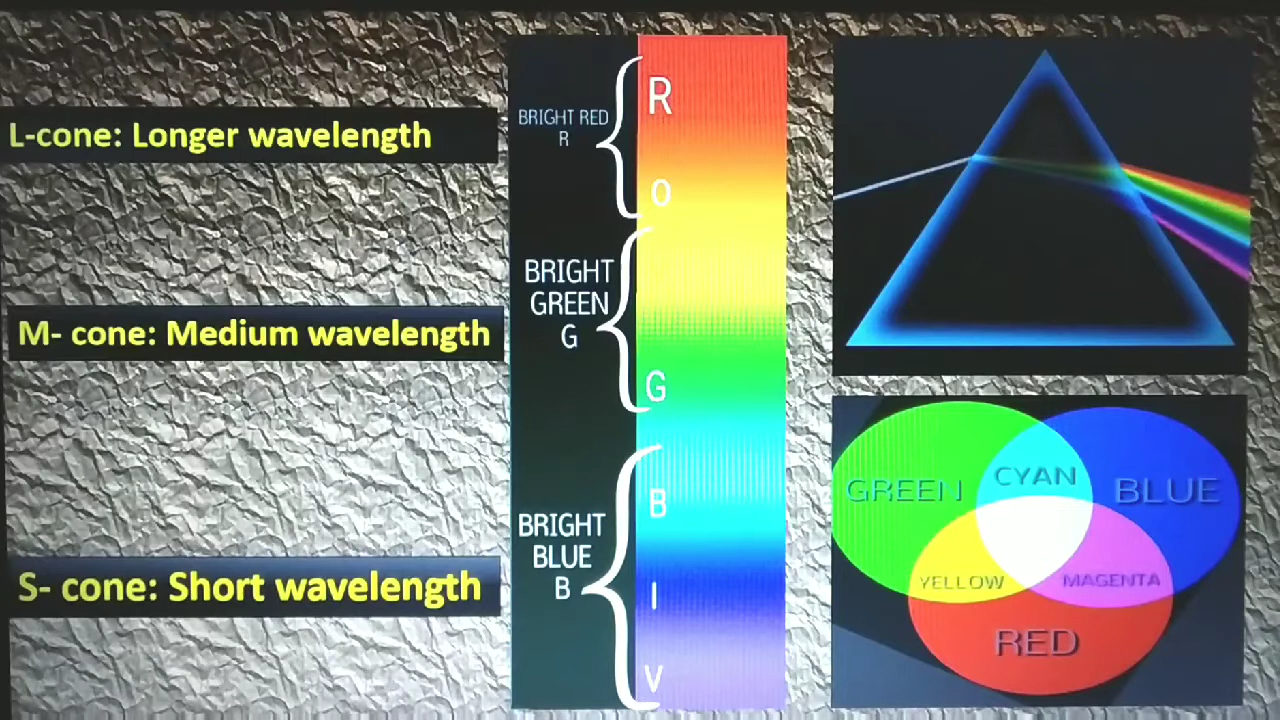 L-cone: Longer wavelength
M- cone: Medium wavelength
S- cone: Short wavelength
BRIGHT RED
R
BRIGHT
GREEN
G
BRIGHT
BLUE
B
R
O
G
B
I
V
GREEN
CYAN
BLUE
YELLOW
MAGENTA
RED